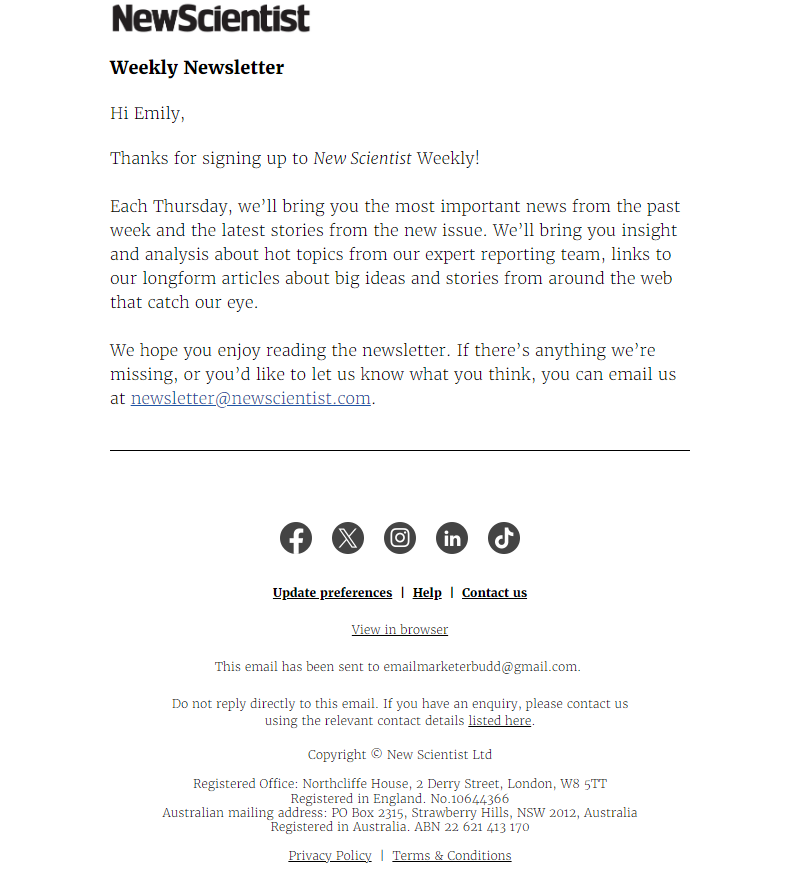 NewScientist
Weekly Newsletter
Hi Emily,
Thanks for signing up to New Scientist Weekly!
Each Thursday, we’ll bring you the most important news from the past
week and the latest stories from the new issue. We’ll bring you insight
and analysis about hot topics from our expert reporting team, links to
our longform articles about big ideas and stories from around the web
that catch our eye.
We hope you enjoy reading the newsletter. If there’s anything we’re
missing, or you’d like to let us know what you think, you can email us
at newsletter@newscientist.com.
Update preferences | Help | Contact us
View in browser
This email has been sent to emailmarketerbudd@gmail.com.
Do not reply directly to this email. If you have an enquiry, please contact us
using the relevant contact details listed here.
Copyright © New Scientist Ltd
Registered Office: Northcliffe House, 2 Derry Street, London, W8 5TT
Registered in England. No.10644366
Australian mailing address: PO Box 2315, Strawberry Hills, NSW 2012, Australia
Registered in Australia. ABN 22 621 413 170
Privacy Policy | Terms & Conditions